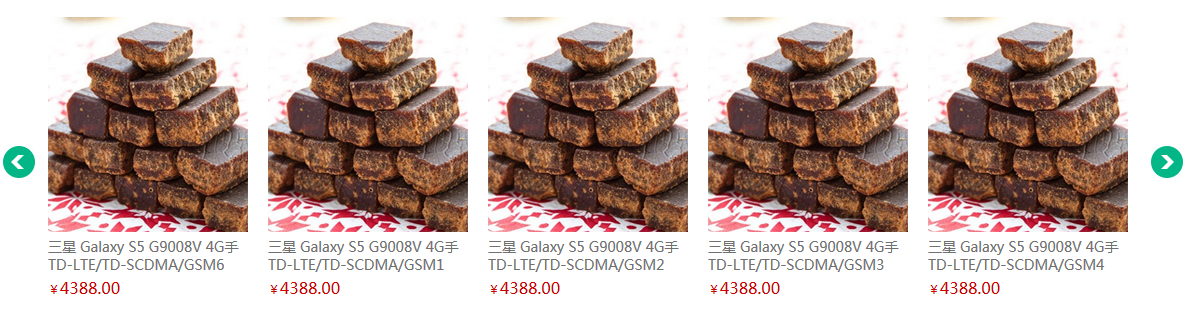 三星 Galaxy S5 G9008V 4G手
TD-LTE/TD-SCDMA/GSM6
￥4388.00
三星 Galaxy S5 G9008V 4G手
TD-LTE/TD-SCDMA/GSM1
￥4388.00
三星 Galaxy S5 G9008V 4G手
TD-LTE/TD-SCDMA/GSM2
￥4388.00
三星 Galaxy S5 G9008V 4G手
TD-LTE/TD-SCDMA/GSM3
￥4388.00
三星 Galaxy S5 G9008V 4G手
TD-LTE/TD-SCDMA/GSM4
￥4388.00